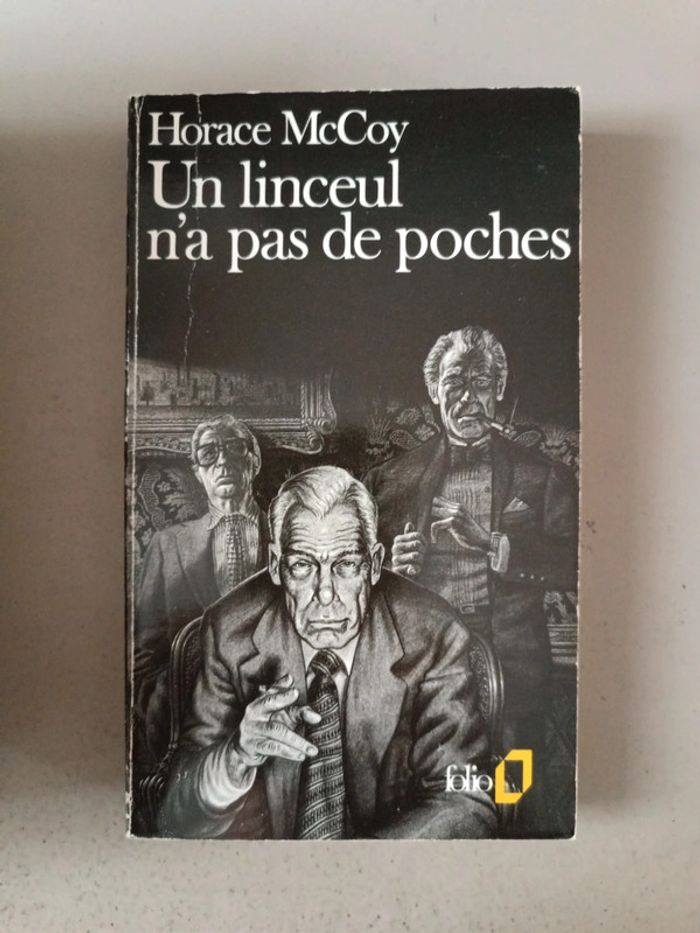 Horace McCoy
Un linceul
n'a pas de poches
folio